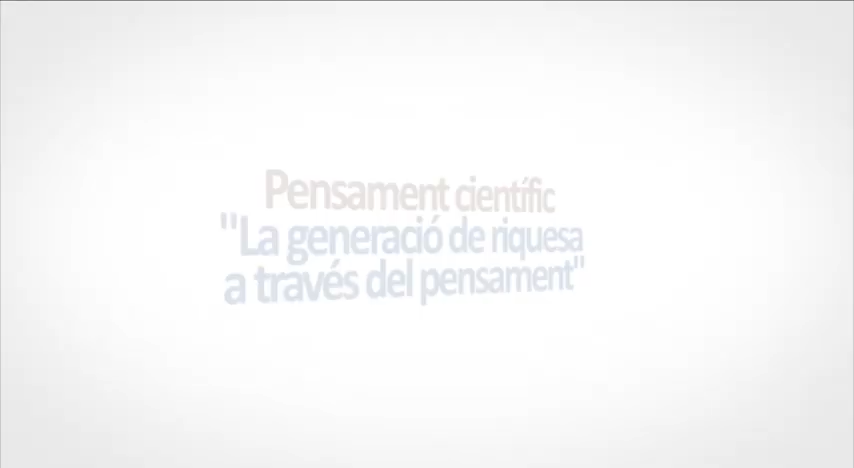 Pensament científic
"La generació de riquesa
a través del pensament"